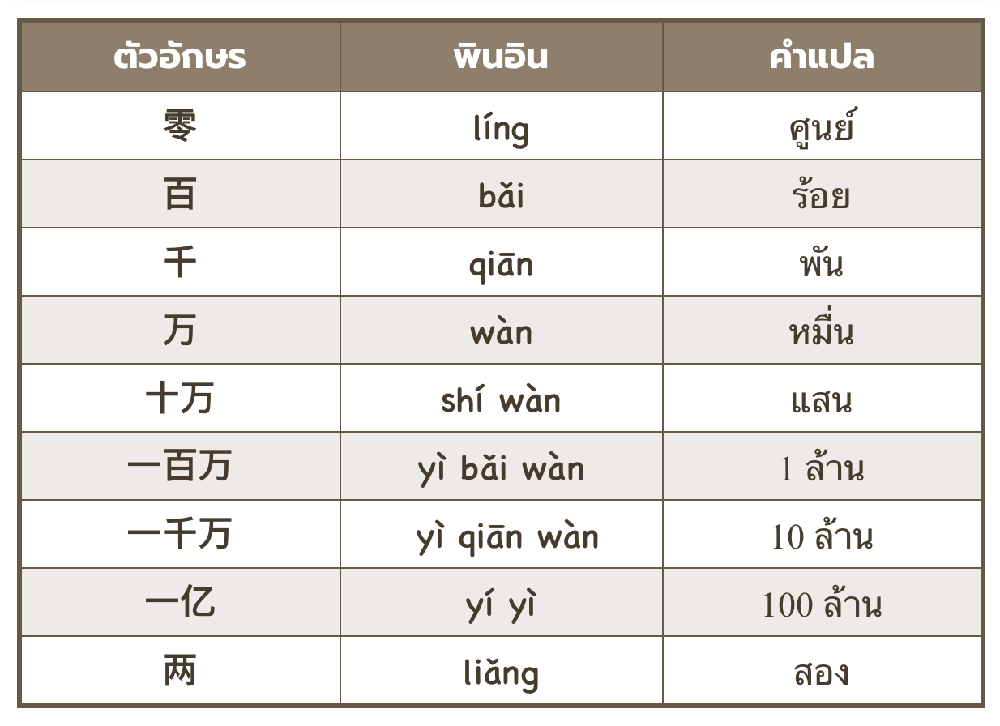 ตัวอักษร พินอิน คำแปล
零 líng ศูนย์
百 bǎi ร้อย
千 qiān พัน
万 wàn หมื่น
十万 shí wàn แสน
一百万 yì bǎi wàn 1 ล้าน
一千万 yì qiān wàn 10 ล้าน
一亿 yí yì 100 ล้าน
两 liǎng สอง